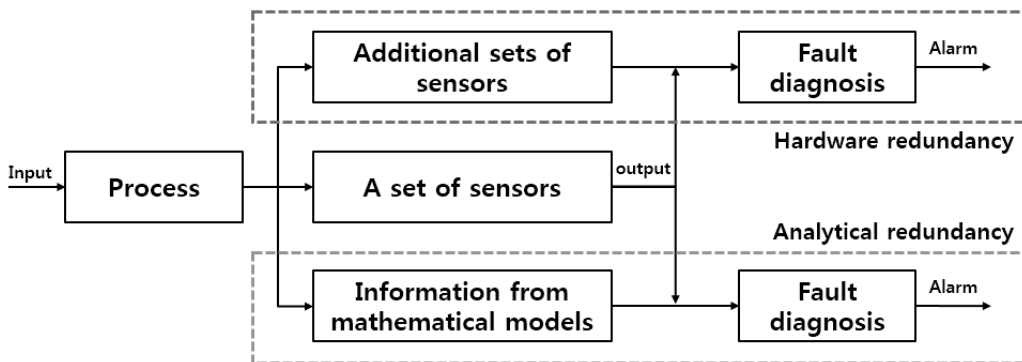 Additional sets of
sensors
Fault
diagnosis
Alarm
Hardware redundancy
Input
Process
A set of sensors
output
Analytical redundancy
Information from
mathematical models
Fault
diagnosis
Alarm